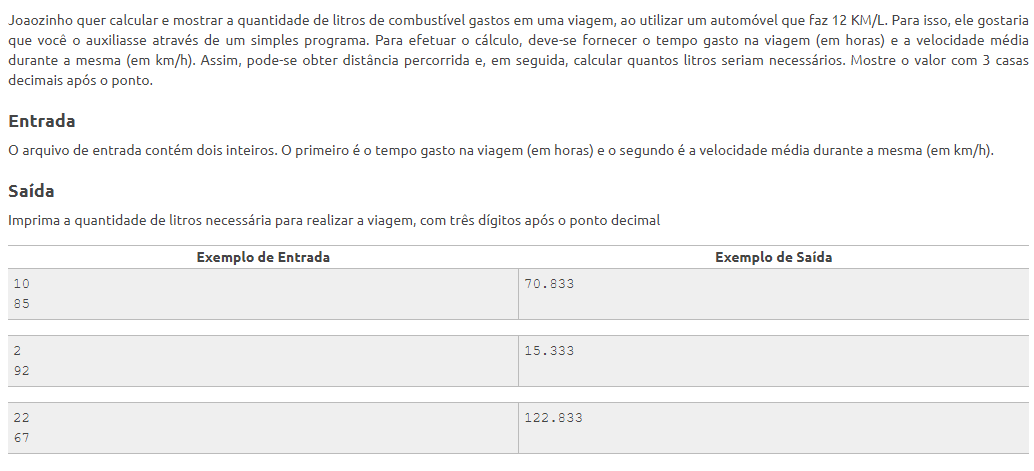 Joaozinho quer calcular e mostrar a quantidade de litros de combustível gastos em uma viagem, ao utilizar um automóvel que faz 12 KM/L. Para isso, ele gostaria
que você o auxiliasse através de um simples programa. Para efetuar o cálculo, deve-se fornecer o tempo gasto na viagem (em horas) e a velocidade média
durante a mesma (em km/h). Assim, pode-se obter distância percorrida e, em seguida, calcular quantos litros seriam necessários. Mostre o valor com 3 casas
decimais após o ponto.
Entrada
O arquivo de entrada contém dois inteiros. O primeiro é o tempo gasto na viagem (em horas) e o segundo é a velocidade média durante a mesma (em km/h).
Saída
Imprima a quantidade de litros necessária para realizar a viagem, com três dígitos após o ponto decimal
Exemplo de Entrada Exemplo de Saída
10 70.833
85
2 15.333
92
22 122.833
67